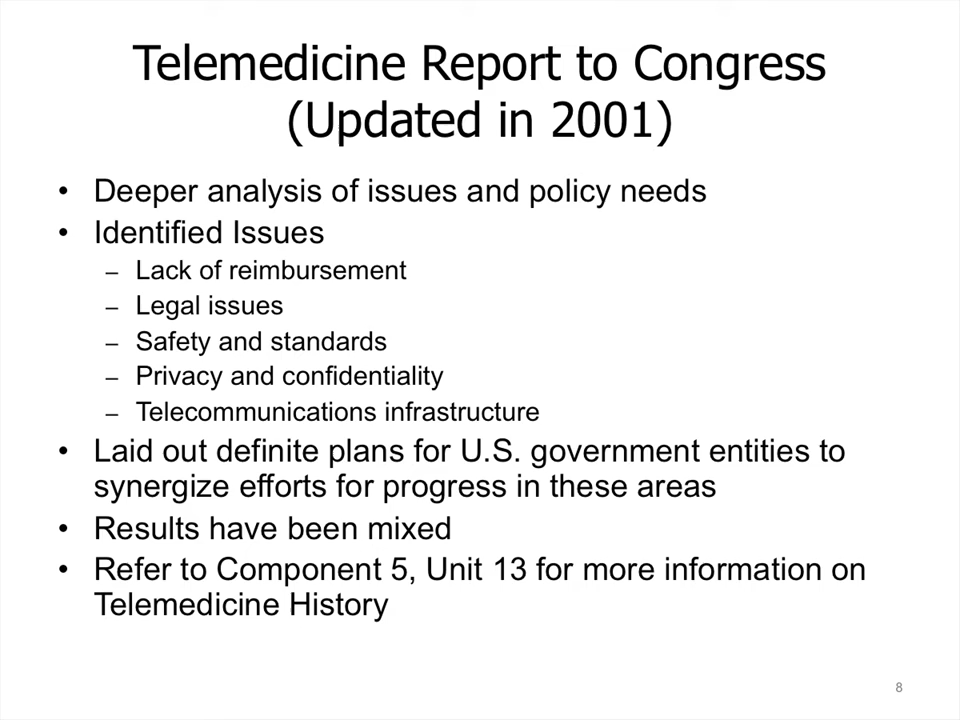 Telemedicine Report to Congress
(Updated in 2001)
• Deeper analysis of issues and policy needs
• Identified Issues
– Lack of reimbursement
– Legal issues
– Safety and standards
– Privacy and confidentiality
– Telecommunications infrastructure
• Laid out definite plans for U.S. government entities to
synergize efforts for progress in these areas
• Results have been mixed
• Refer to Component 5, Unit 13 for more information on
Telemedicine History
8